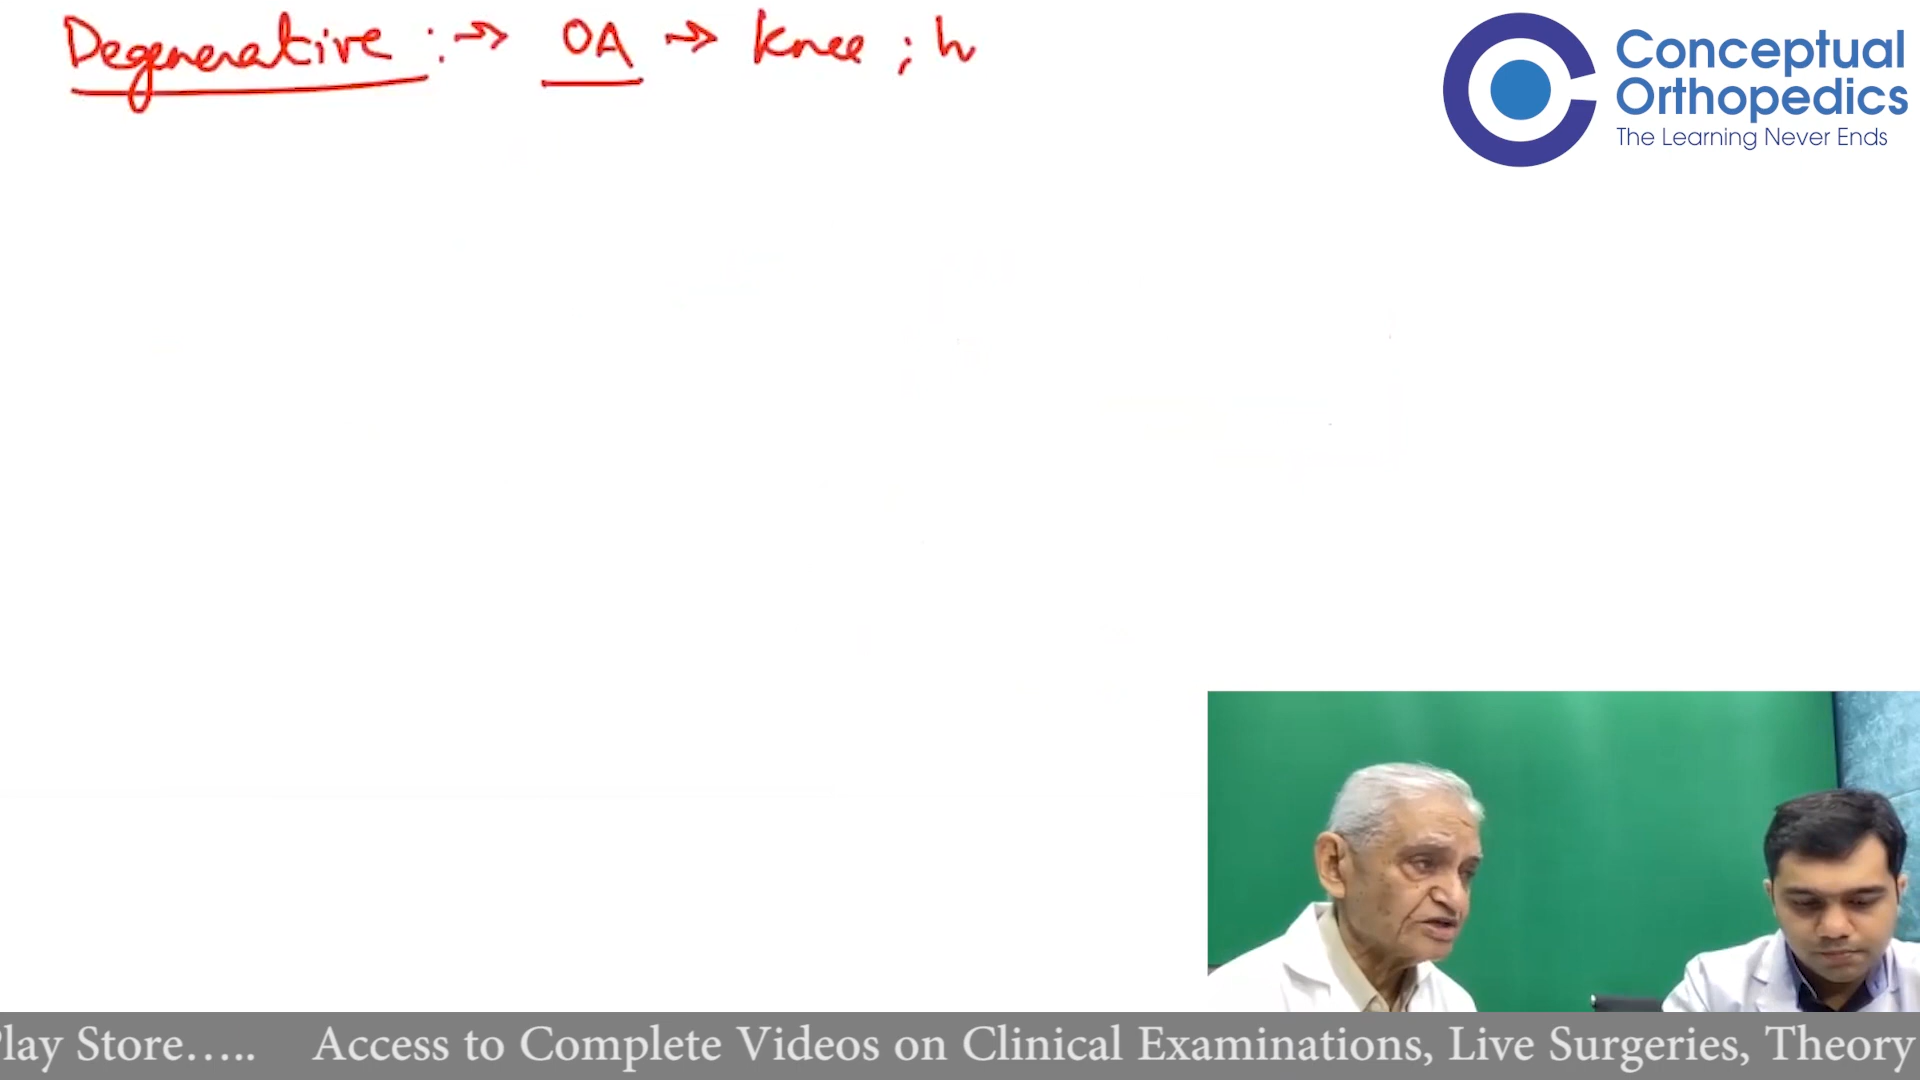 Degenerative :→ OA → knee ; h
Conceptual
Orthopedics
The Learning Never Ends
Play Store..... Access to Complete Videos on Clinical Examinations, Live Surgeries, Theory